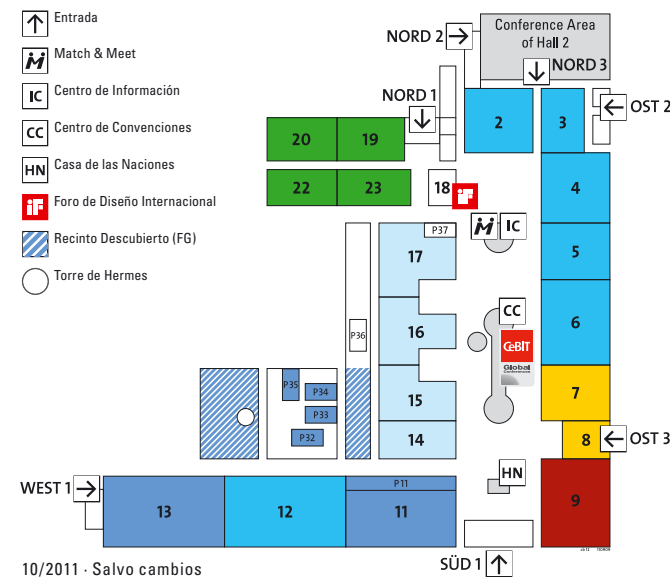 Entrada
Match & Meet
IC Centro de Información
CC Centro de Convenciones
HN Casa de las Naciones
iF Foro de Diseño Internacional
Recinto Descubierto (FG)
Torre de Hermes
Conference Area
of Hall 2
NORD 2
NORD 3
NORD 1
OST 2
2
3
20
19
4
22
23
18
iF
IC
P37
17
5
CC
6
16
P36
CeBIT
Global
Conferences
P35
P34
15
7
P33
P32
14
8
OST 3
HN
WEST 1
P11
13
12
11
9
SÜD 1
10/2011 · Salvo cambios